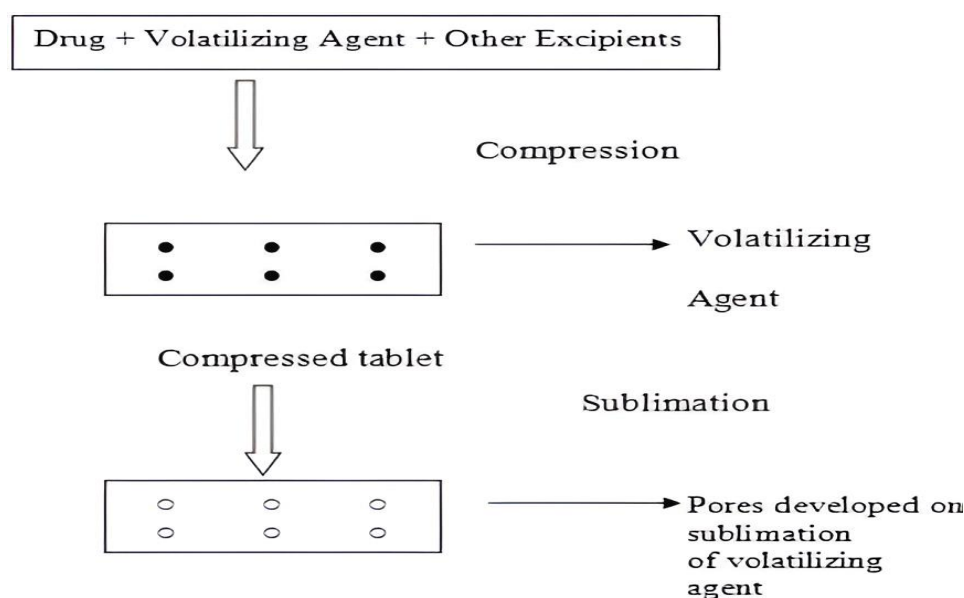 Drug + Volatilizing Agent + Other Excipients
Compression
Volatilizing
Agent
Compressed tablet
Sublimation
Pores developed on
sublimation
of volatilizing
agent